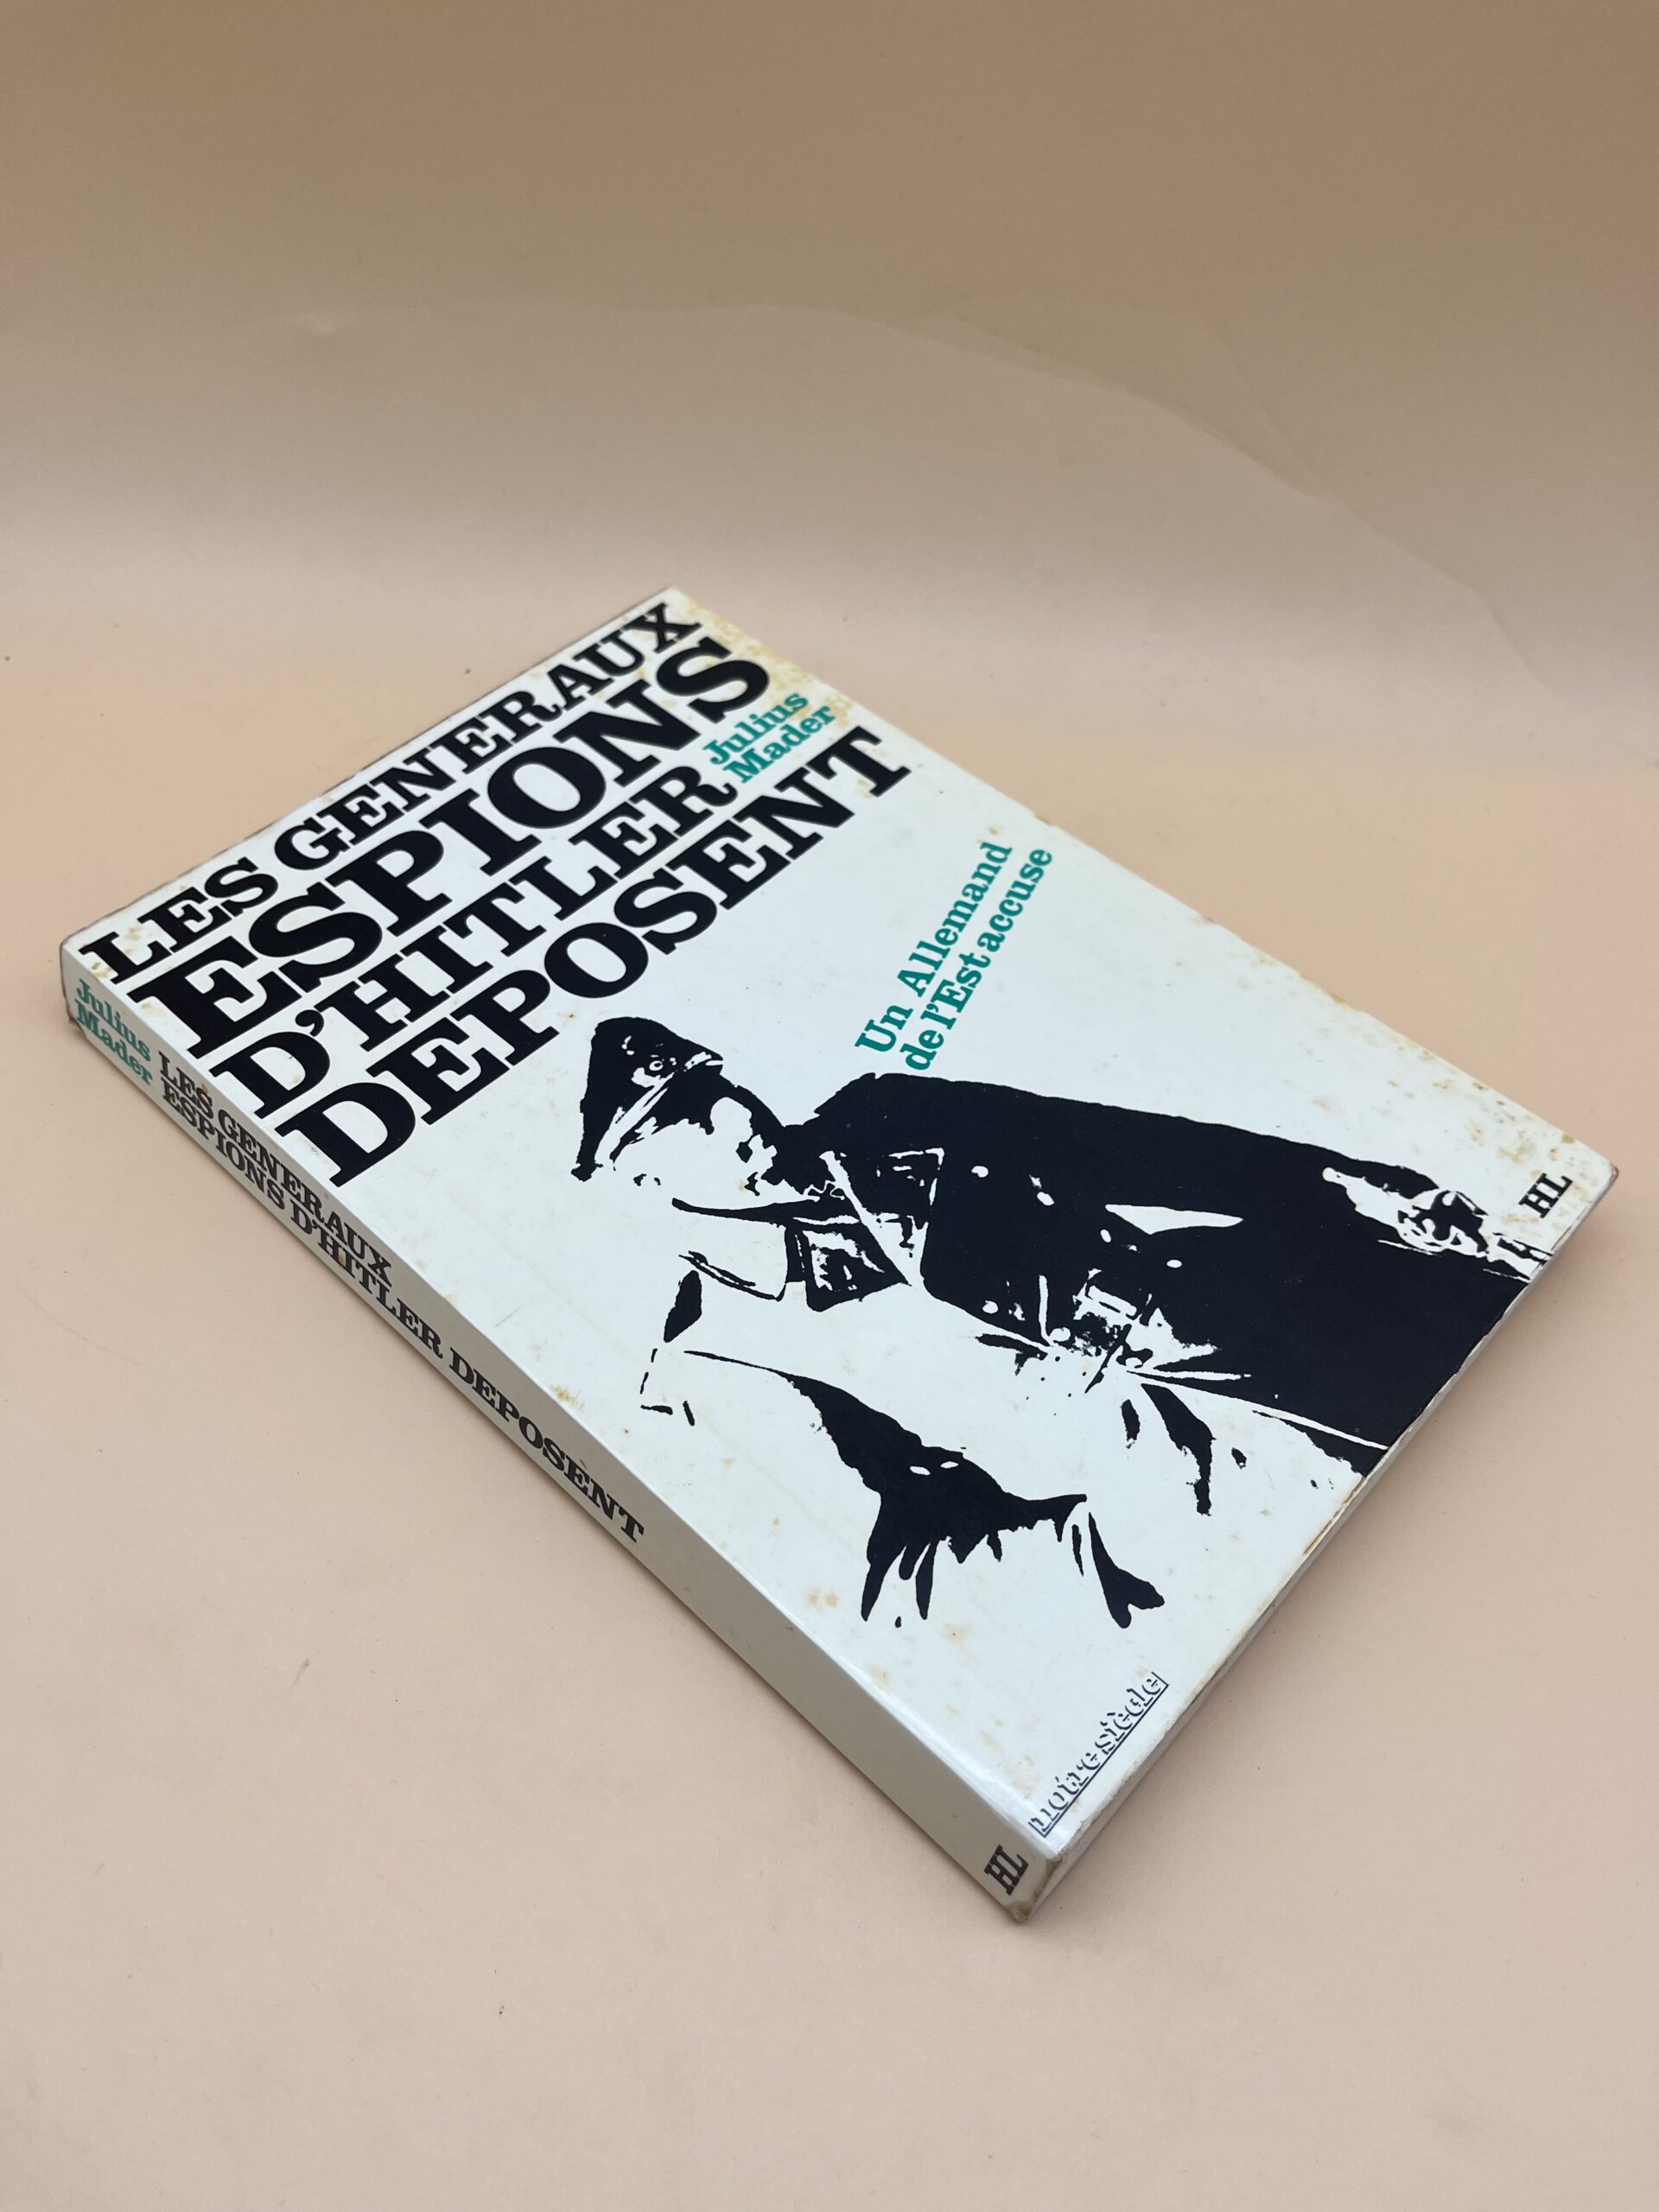 LES GENERAUX
ESPIONS
D'HITLER
Julius
Mader
DEPOSENT
Un Allemand
de l'Est accuse
HL
notre siècle
Julius
Mader
LES GENERAUX
ESPIONS D'HITLER DEPOSENT
HL